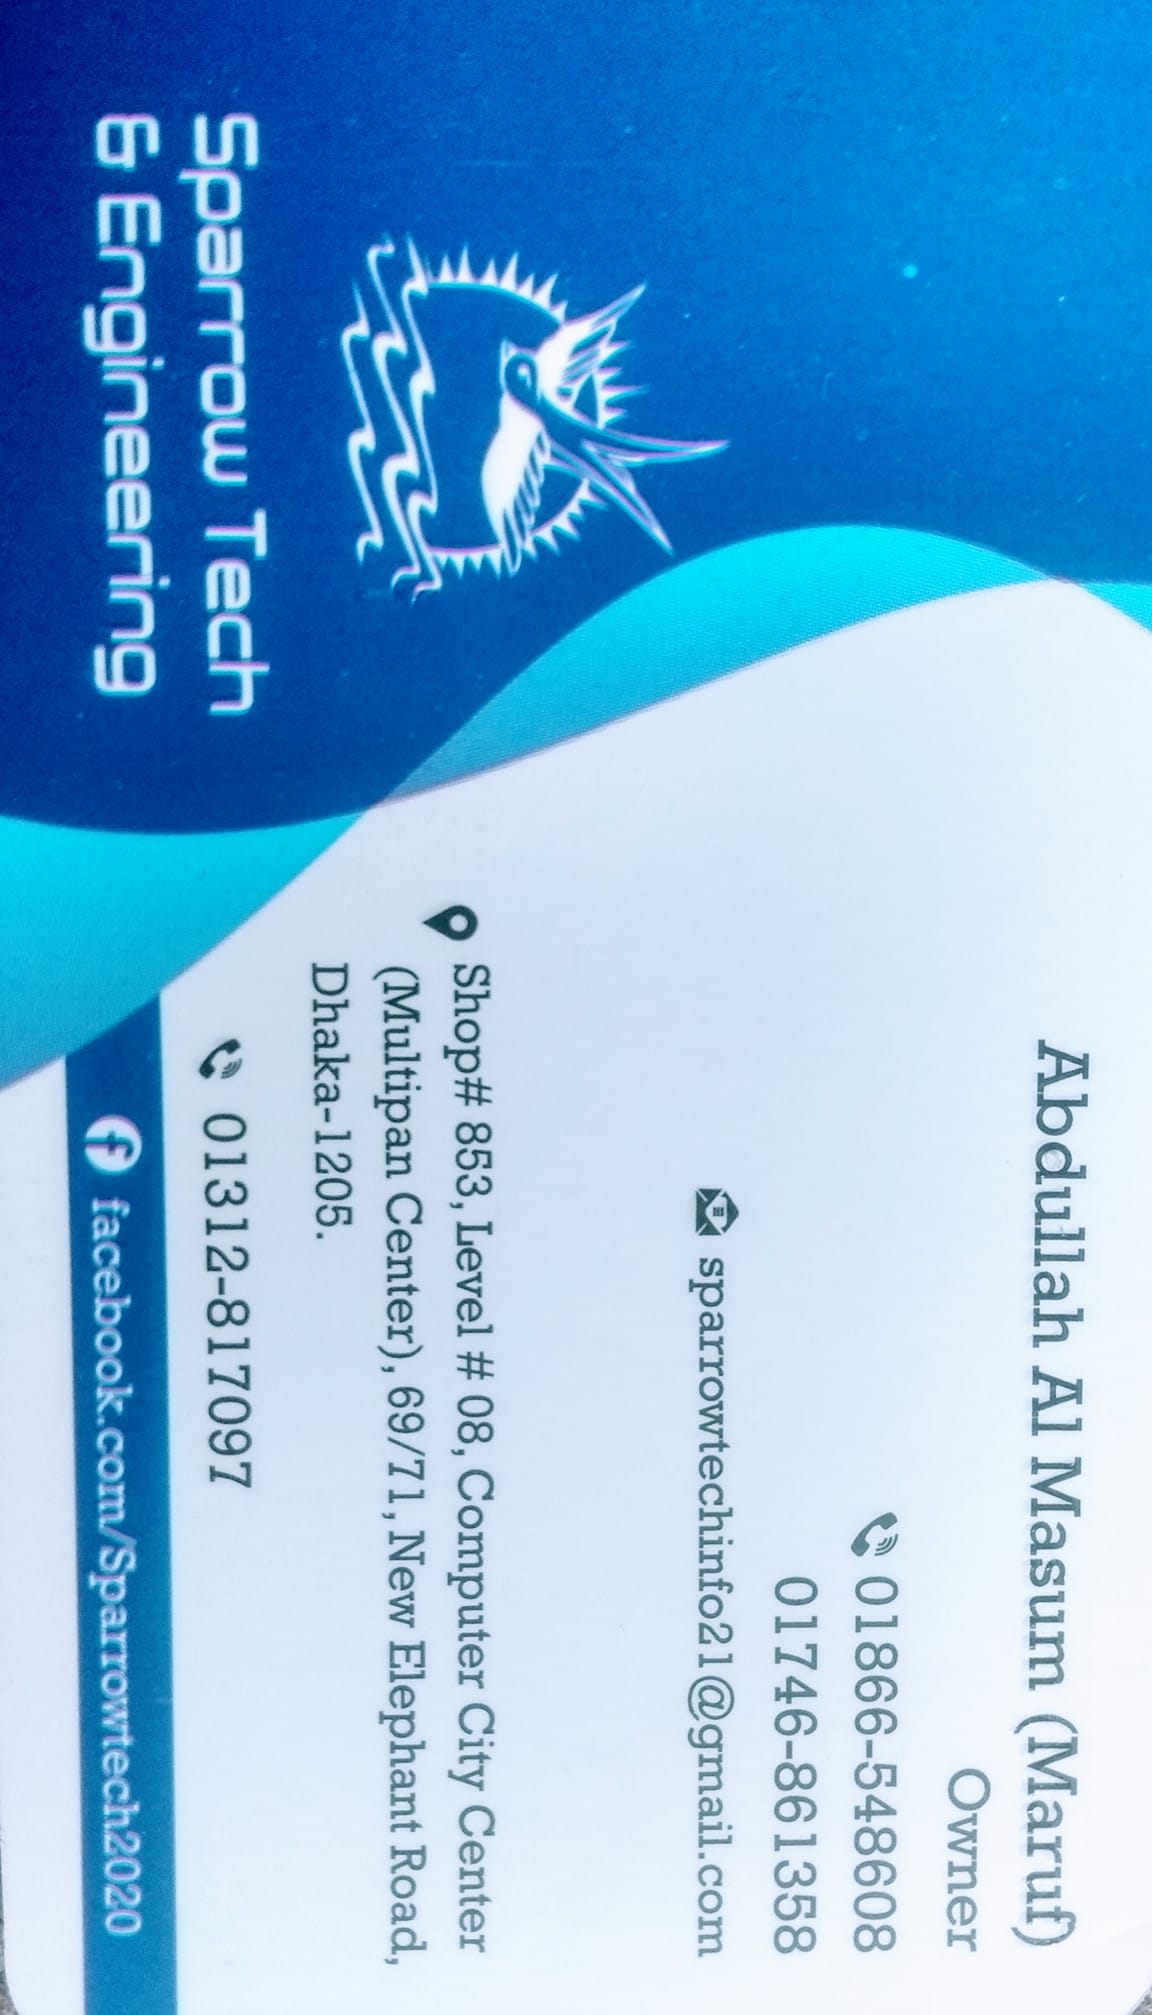 Sparrow Tech
& Engineering
Abdullah Al Masum (Maruf)
Owner
01866-548608
01746-861358
sparrowtechinfo21@gmail.com
Shop# 853, Level # 08, Computer City Center
(Multipan Center), 69/71, New Elephant Road,
Dhaka-1205.
01312-817097
facebook.com/Sparrowtech2020